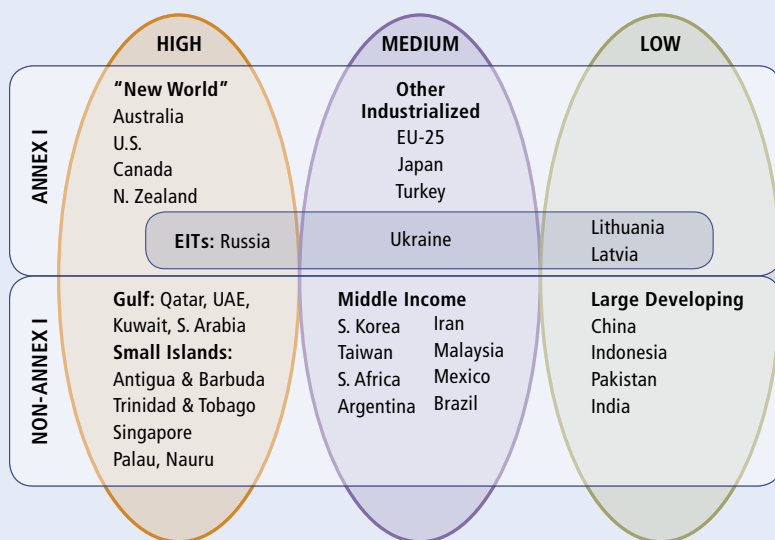 HIGH
MEDIUM
LOW
ANNEX I
“New World”
Australia
U.S.
Canada
N. Zealand
Other
Industrialized
EU-25
Japan
Turkey
EITs: Russia
Ukraine
Lithuania
Latvia
NON-ANNEX I
Gulf: Qatar, UAE,
Kuwait, S. Arabia
Small Islands:
Antigua & Barbuda
Trinidad & Tobago
Singapore
Palau, Nauru
Middle Income
S. Korea
Taiwan
S. Africa
Argentina
Iran
Malaysia
Mexico
Brazil
Large Developing
China
Indonesia
Pakistan
India